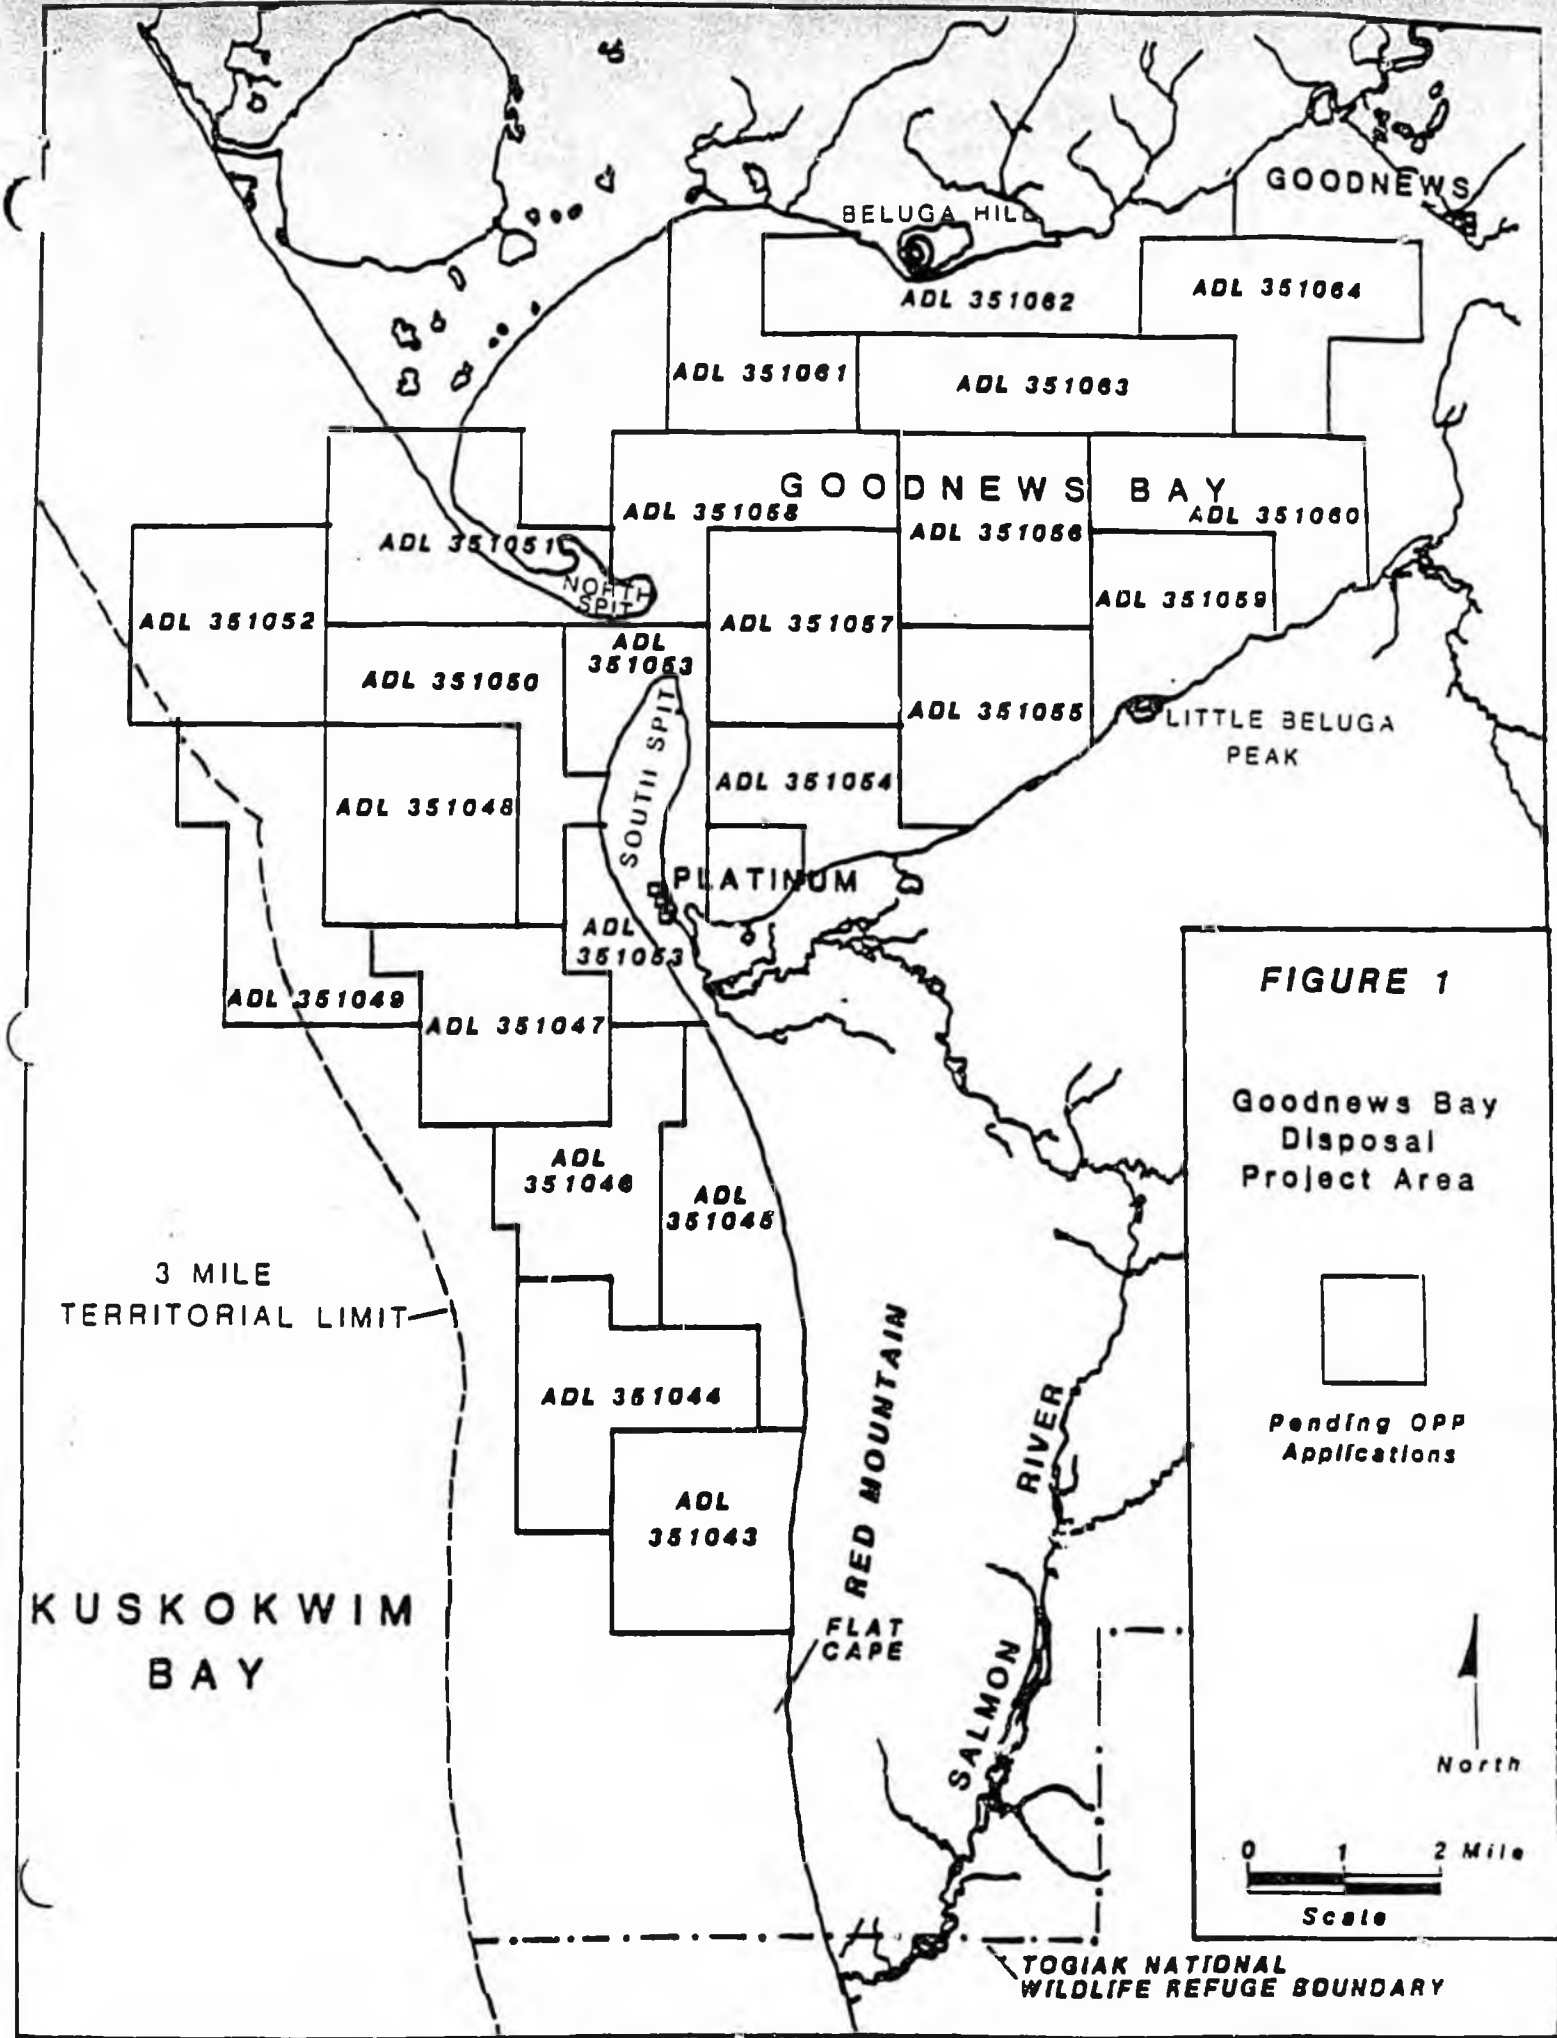 GOODNEWS
BELUGA HILL
ADL 351062
ADL 351064
ADL 351061
ADL 351063
GOODNEWS BAY
ADL 351058
ADL 351056
ADL 351060
ADL 351051
NORTH
SPIT
ADL 351052
ADL 351057
ADL 351059
ADL
351053
ADL 351050
ADL 351055
SOUTH SPIT
LITTLE BELUGA
PEAK
ADL 351054
ADL 351048
PLATINUM
ADL
351053
ADL 351049
ADL 351047
ADL
351046
ADL
351045
3 MILE
TERRITORIAL LIMIT
ADL 351044
ADL
351043
RED MOUNTAIN
SALMON RIVER
FLAT
CAPE
KUSKOKWIM
BAY
TOGIAK NATIONAL
WILDLIFE REFUGE BOUNDARY
FIGURE 1
Goodnews Bay
Disposal
Project Area
Pending OPP
Applications
North
0 1 2 Mile
Scale